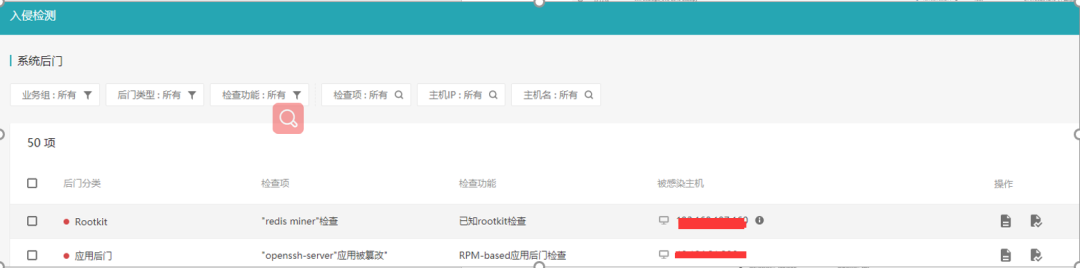 入侵检测
系统后门
业务组 : 所有 后门类型 : 所有 检查功能 : 所有 检查项 : 所有 主机IP : 所有 主机名 : 所有
50 项
后门分类 检查项 检查功能 被感染主机 操作
Rootkit "redis miner"检查 已知rootkit检查
应用后门 "openssh-server"应用被篡改" RPM-based应用后门检查